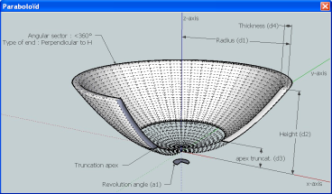 Paraboloïd
z-axis
Thickness (d4)
Angular sector : <360°
Type of end : Perpendicular to H
Radius (d1)
y-axis
Height (d2)
Truncation apex
apex truncat. (d3)
Revolution angle (a1)
x-axis